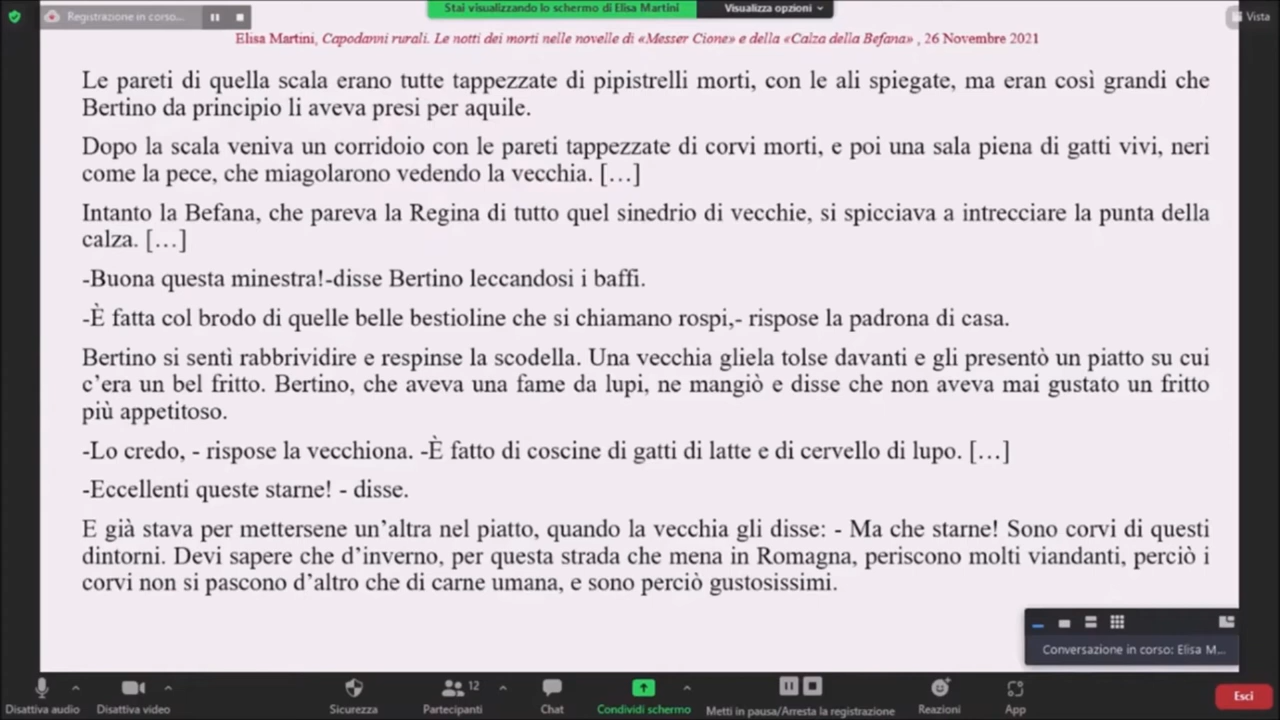 Stai visualizzando lo schermo di Elisa Martini
Visualizza opzioni
Registrazione in corso...
Vista
Elisa Martini, Capodanni rurali. Le notti dei morti nelle novelle di «Messer Cione» e della «Calza della Befana» , 26 Novembre 2021
Le pareti di quella scala erano tutte tappezzate di pipistrelli morti, con le ali spiegate, ma eran così grandi che
Bertino da principio li aveva presi per aquile.
Dopo la scala veniva un corridoio con le pareti tappezzate di corvi morti, e poi una sala piena di gatti vivi, neri
come la pece, che miagolarono vedendo la vecchia. […]
Intanto la Befana, che pareva la Regina di tutto quel sinedrio di vecchie, si spicciava a intrecciare la punta della
calza. […]
-Buona questa minestra!-disse Bertino leccandosi i baffi.
-È fatta col brodo di quelle belle bestioline che si chiamano rospi,- rispose la padrona di casa.
Bertino si sentì rabbrividire e respinse la scodella. Una vecchia gliela tolse davanti e gli presentò un piatto su cui
c’era un bel fritto. Bertino, che aveva una fame da lupi, ne mangiò e disse che non aveva mai gustato un fritto
più appetitoso.
-Lo credo, - rispose la vecchiona. -È fatto di coscine di gatti di latte e di cervello di lupo. […]
-Eccellenti queste starne! - disse.
E già stava per mettersene un’altra nel piatto, quando la vecchia gli disse: - Ma che starne! Sono corvi di questi
dintorni. Devi sapere che d’inverno, per questa strada che mena in Romagna, periscono molti viandanti, perciò i
corvi non si pascono d’altro che di carne umana, e sono perciò gustosissimi.
Conversazione in corso: Elisa M...
12
Disattiva audio
Disattiva video
Sicurezza
Partecipanti
Chat
Condividi schermo
Metti in pausa/Arresta la registrazione
Reazioni
App
Esci